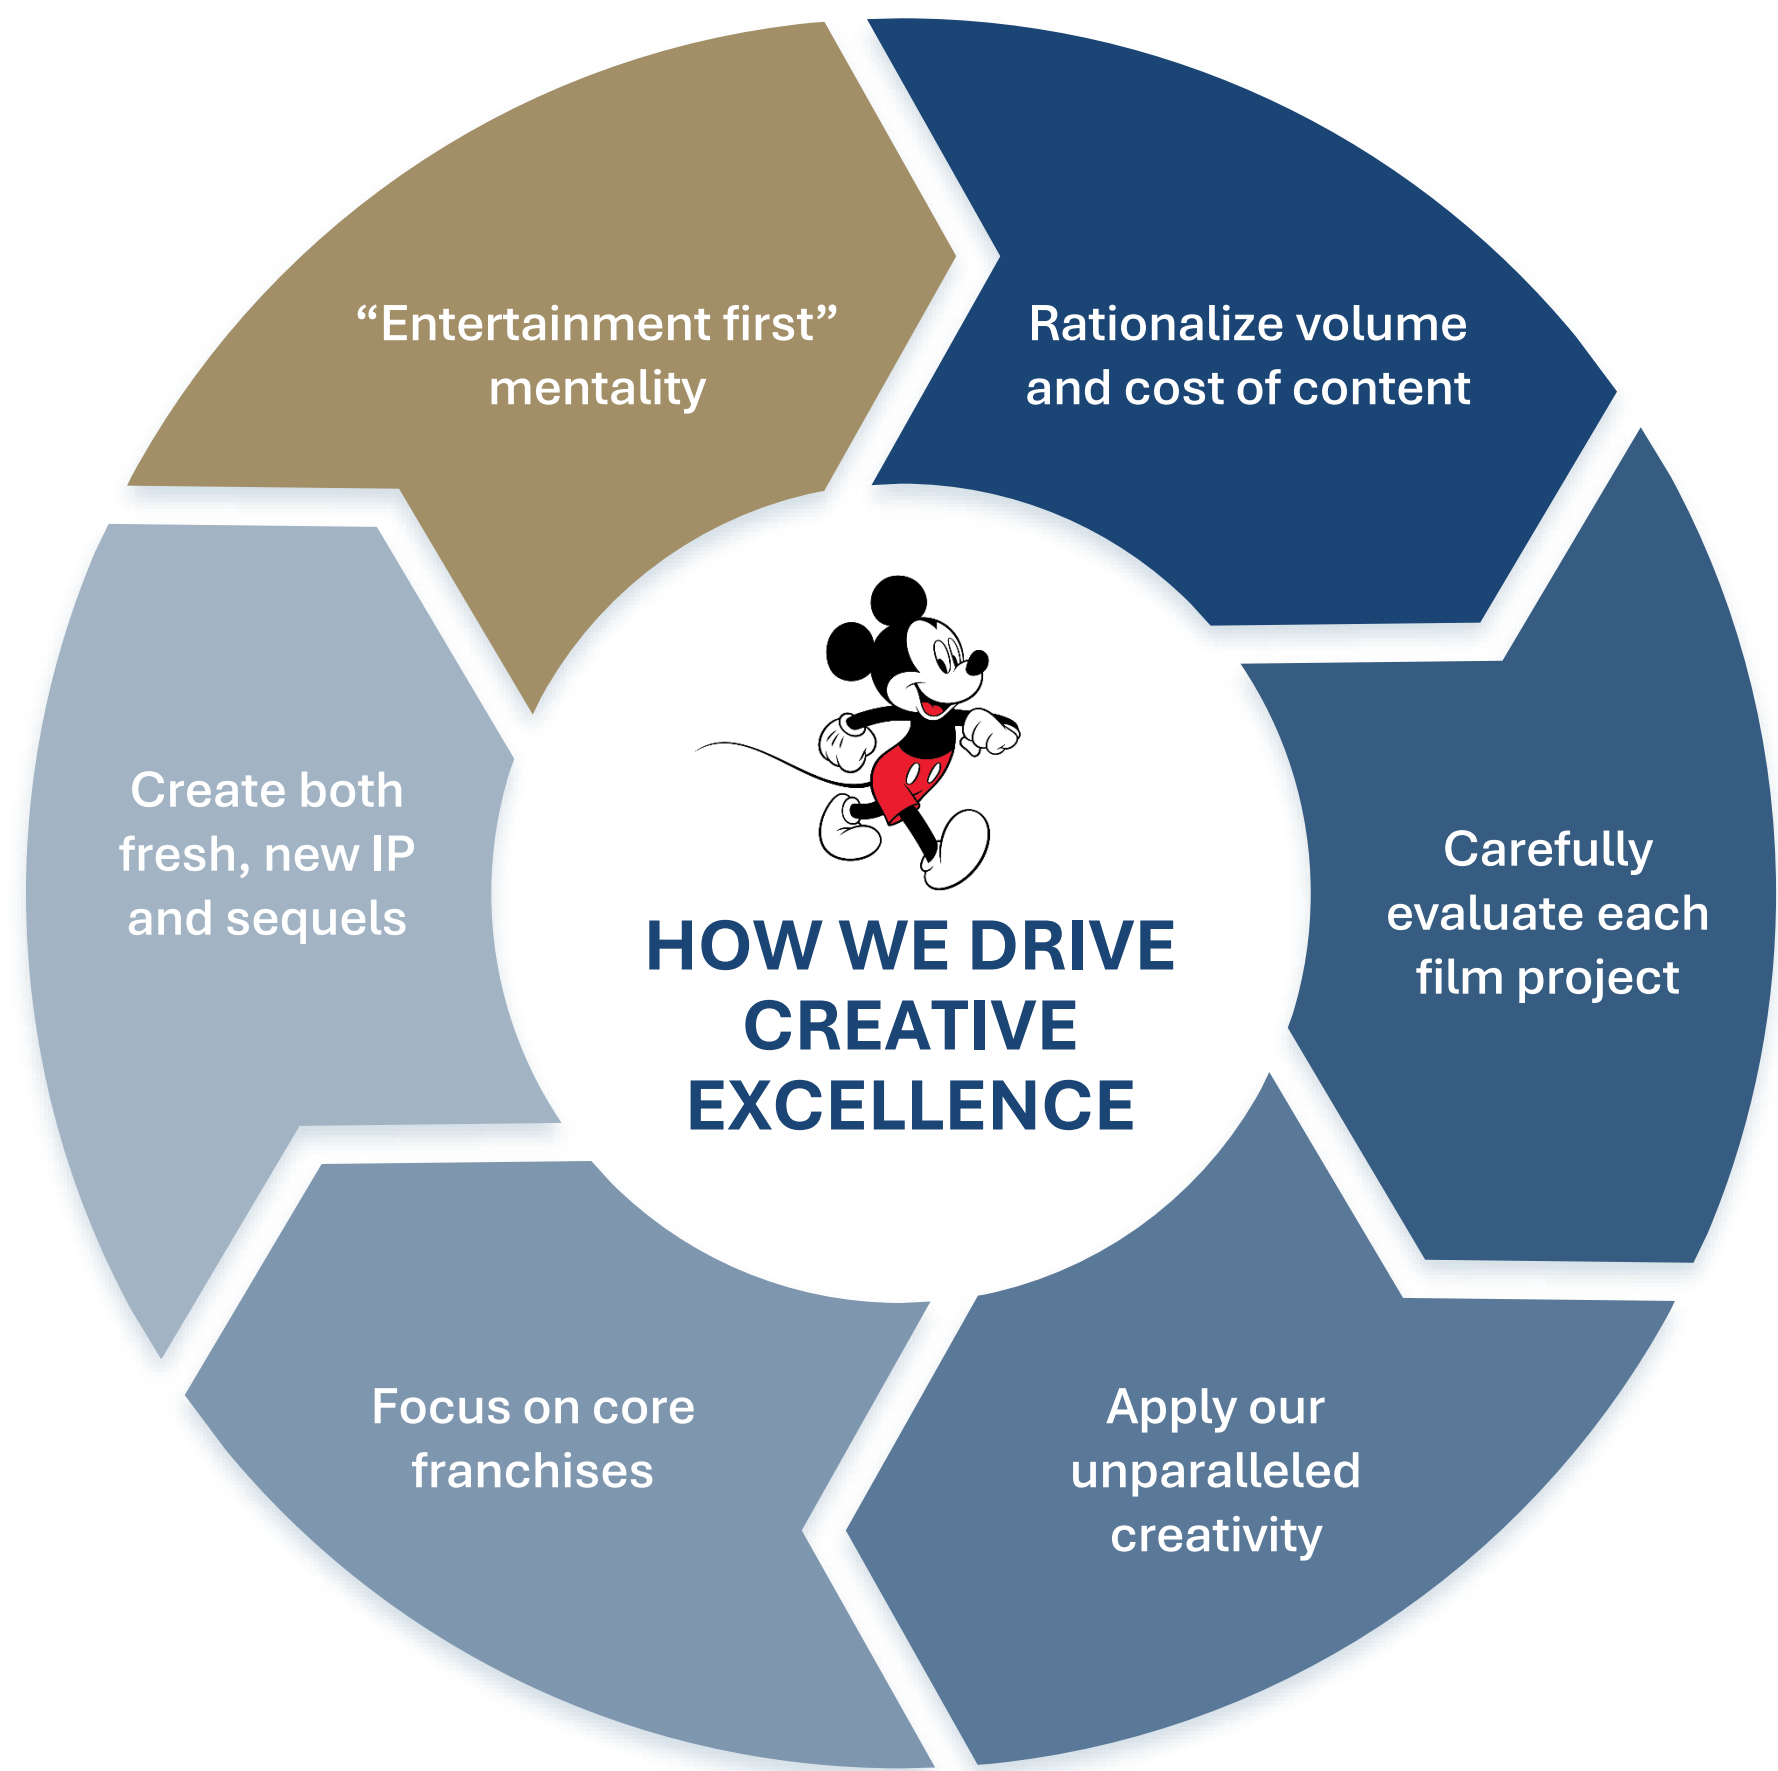 “Entertainment first”
mentality
Rationalize volume
and cost of content
Carefully
evaluate each
film project
Apply our
unparalleled
creativity
Focus on core
franchises
Create both
fresh, new IP
and sequels
HOW WE DRIVE
CREATIVE
EXCELLENCE